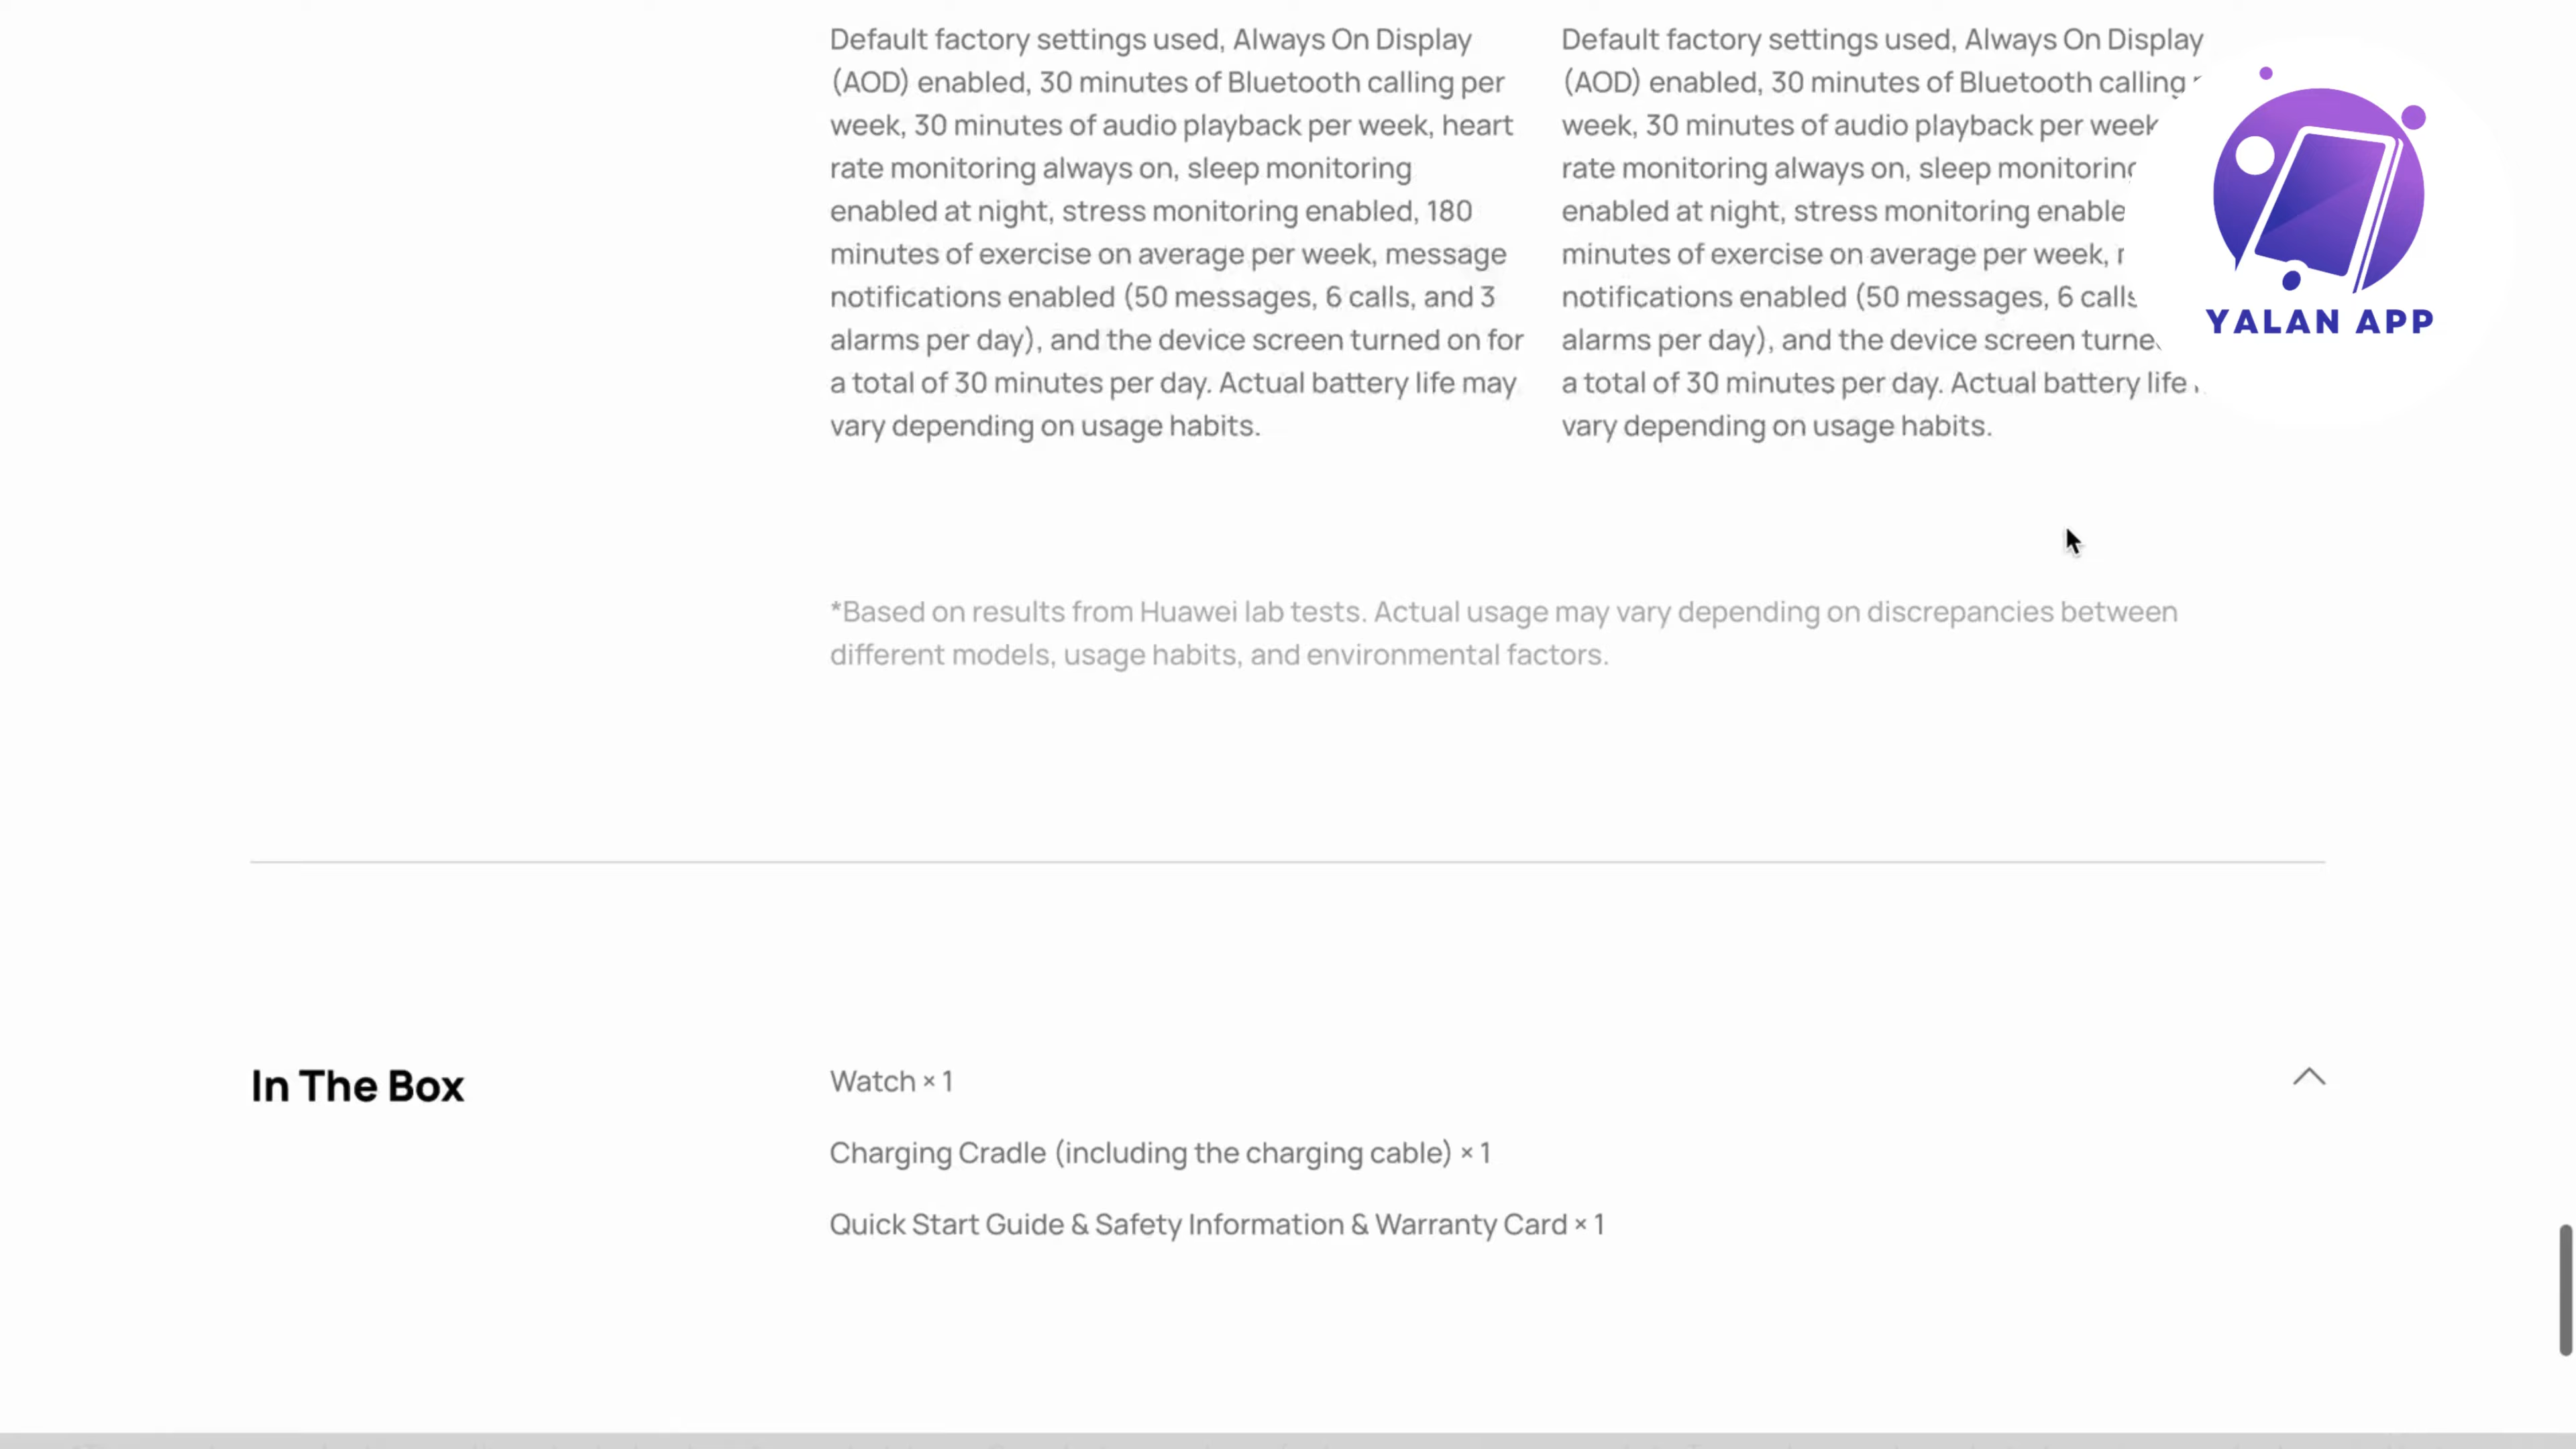 Default factory settings used, Always On Display
(AOD) enabled, 30 minutes of Bluetooth calling per
week, 30 minutes of audio playback per week, heart
rate monitoring always on, sleep monitoring
enabled at night, stress monitoring enabled, 180
minutes of exercise on average per week, message
notifications enabled (50 messages, 6 calls, and 3
alarms per day), and the device screen turned on for
a total of 30 minutes per day. Actual battery life may
vary depending on usage habits.
Default factory settings used, Always On Display
(AOD) enabled, 30 minutes of Bluetooth calling
week, 30 minutes of audio playback per week
rate monitoring always on, sleep monitoring
enabled at night, stress monitoring
minutes of exercise on average per week,
notifications enabled (50 messages, 6 calls
alarms per day), and the device screen
a total of 30 minutes per day. Actual battery life
vary depending on usage habits.
YALAN APP
*Based on results from Huawei lab tests. Actual usage may vary depending on discrepancies between
different models, usage habits, and environmental factors.
In The Box
Watch × 1
Charging Cradle (including the charging cable) × 1
Quick Start Guide & Safety Information & Warranty Card × 1